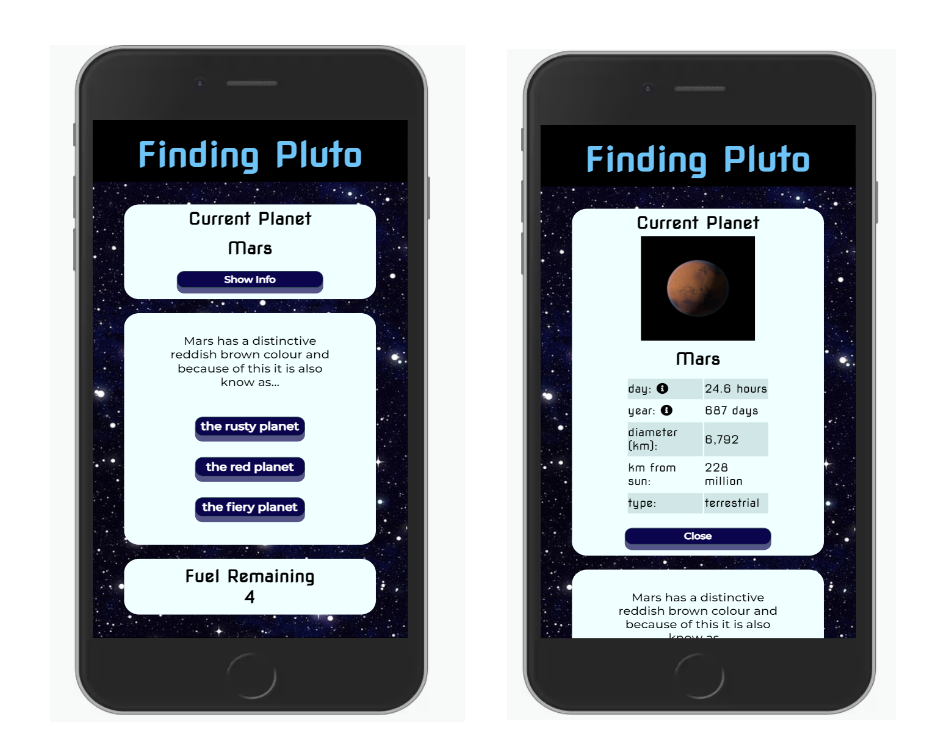 Finding Pluto
Current Planet
Mars
Show Info
Mars has a distinctive
reddish brown colour and
because of this it is also
know as...
the rusty planet
the red planet
the fiery planet
Fuel Remaining
4
Finding Pluto
Current Planet
Mars
day: 24.6 hours
year: 687 days
diameter
(km): 6,792
km from
sun: 228
million
type: terrestrial
Close
Mars has a distinctive
reddish brown colour and
because of this it is also
know as...